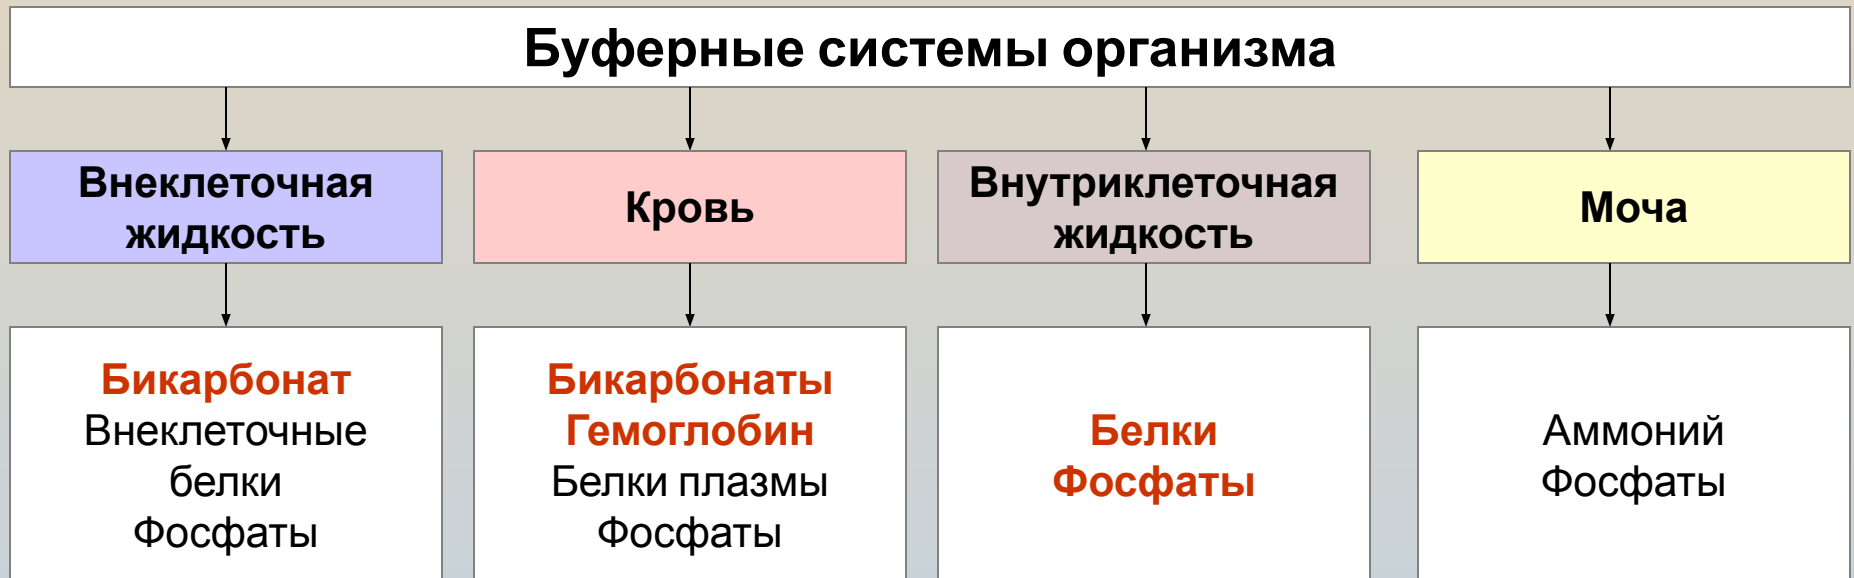 Буферные системы организма
Внеклеточная
жидкость
Кровь
Внутриклеточная
жидкость
Моча
Бикарбонат
Внеклеточные
белки
Фосфаты
Бикарбонаты
Гемоглобин
Белки плазмы
Фосфаты
Белки
Фосфаты
Аммоний
Фосфаты